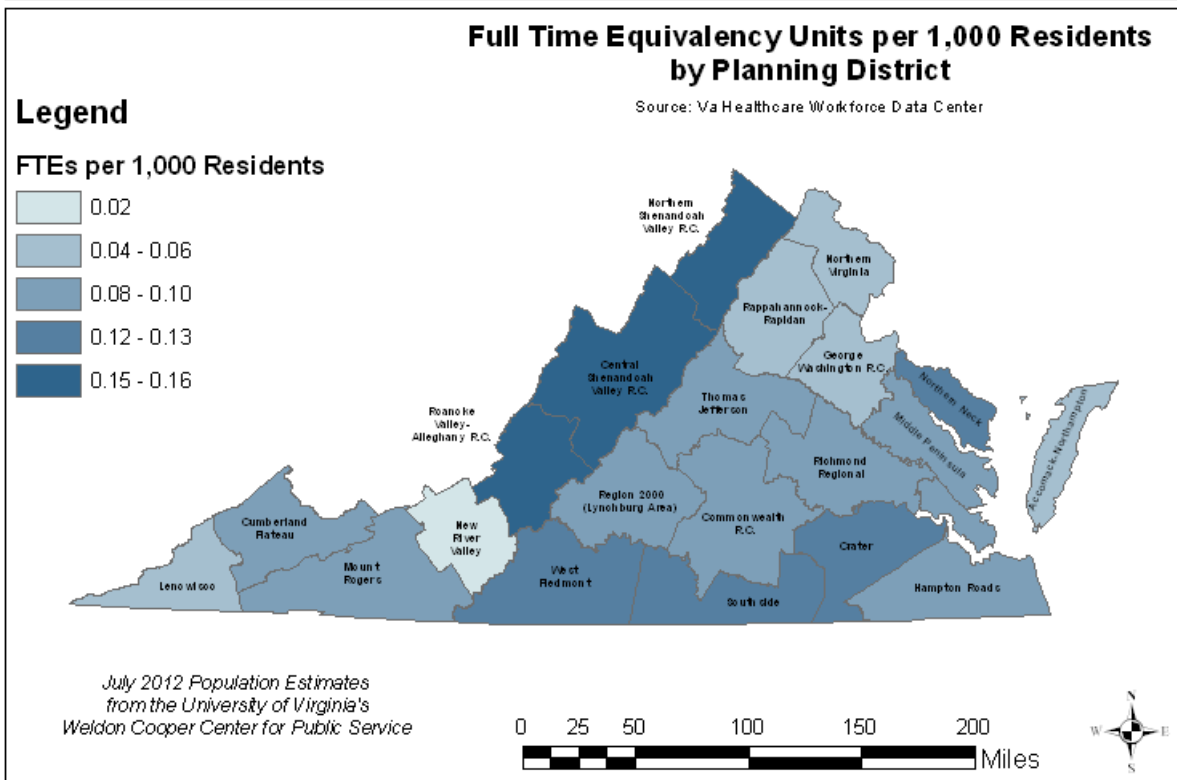 Full Time Equivalency Units per 1,000 Residents
by Planning District
Source: Va Healthcare Workforce Data Center
Legend
FTEs per 1,000 Residents
0.02
0.04 - 0.06
0.08 - 0.10
0.12 - 0.13
0.15 - 0.16
Northern
Shenandoah
Valley R.C.
Northern
Virginia
Rappahannock-
Rapidan
George
Washington R.C.
Central
Shenandoah
Valley R.C.
Northern Neck
Thomas
Jefferson
Middle Peninsula
Accomack-Northampton
Roanoke
Valley-
Alleghany R.C.
Richmond
Regional
Region 2000
(Lynchburg Area)
Commonwealth
R.C.
Cumberland
Plateau
New
River
Valley
Crater
Mount
Rogers
West
Piedmont
Lenowisco
Southside
Hampton Roads
July 2012 Population Estimates
from the University of Virginia's
Weldon Cooper Center for Public Service
0 25 50 100 150 200
Miles
N
W E
S